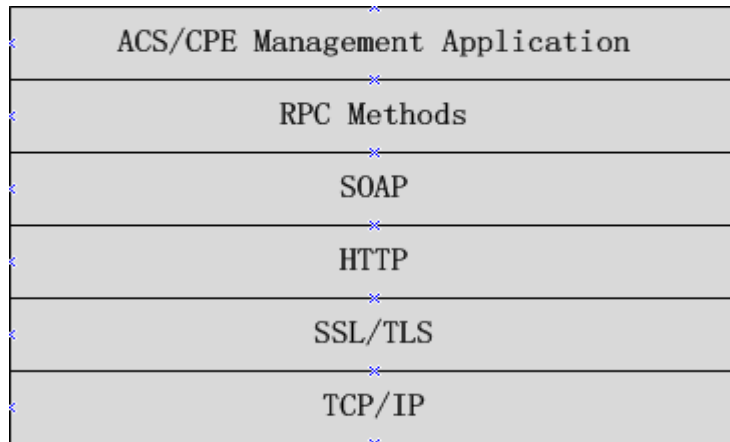 ACS/CPE Management Application
RPC Methods
SOAP
HTTP
SSL/TLS
TCP/IP